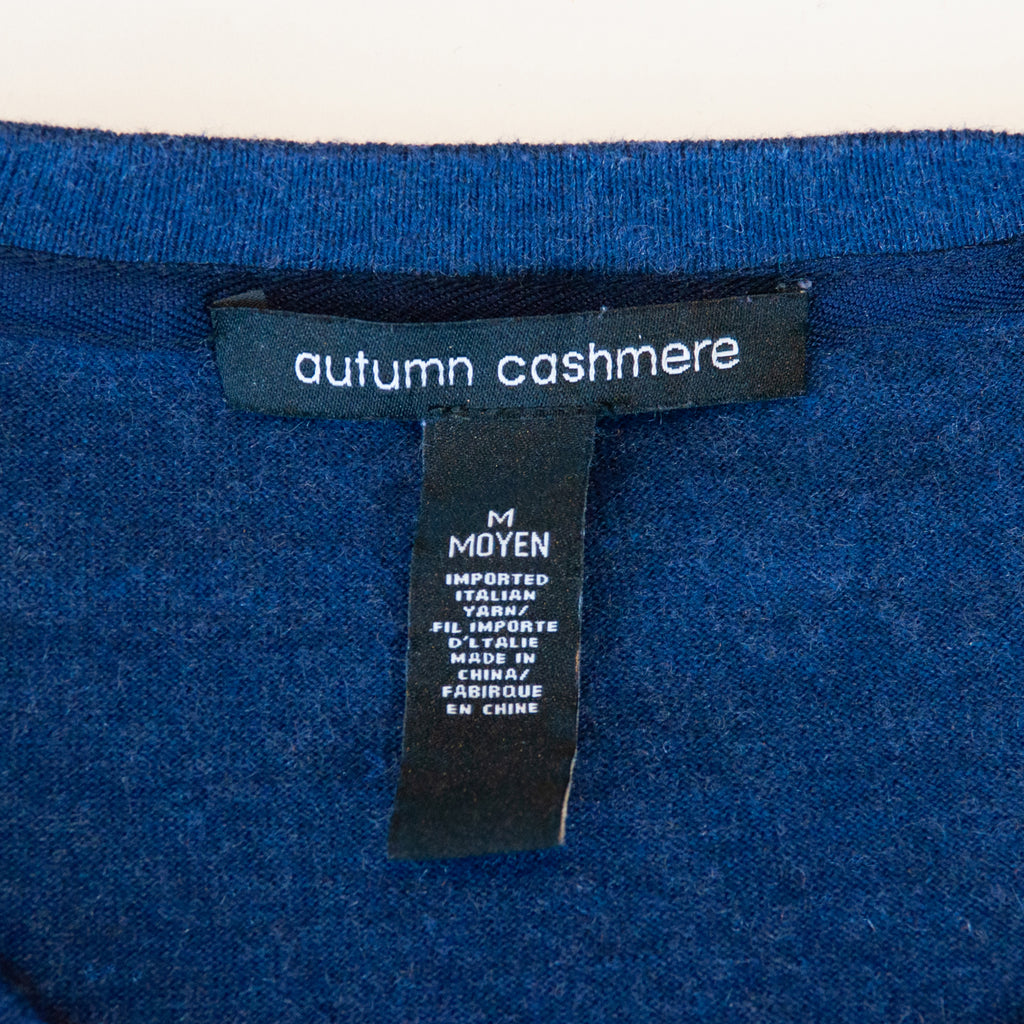 autumn cashmere
M
MOYEN
IMPORTED
ITALIAN
YARN/
FIL IMPORTE
D'LTALIE
MADE IN
CHINA/
FABIRQUE
EN CHINE